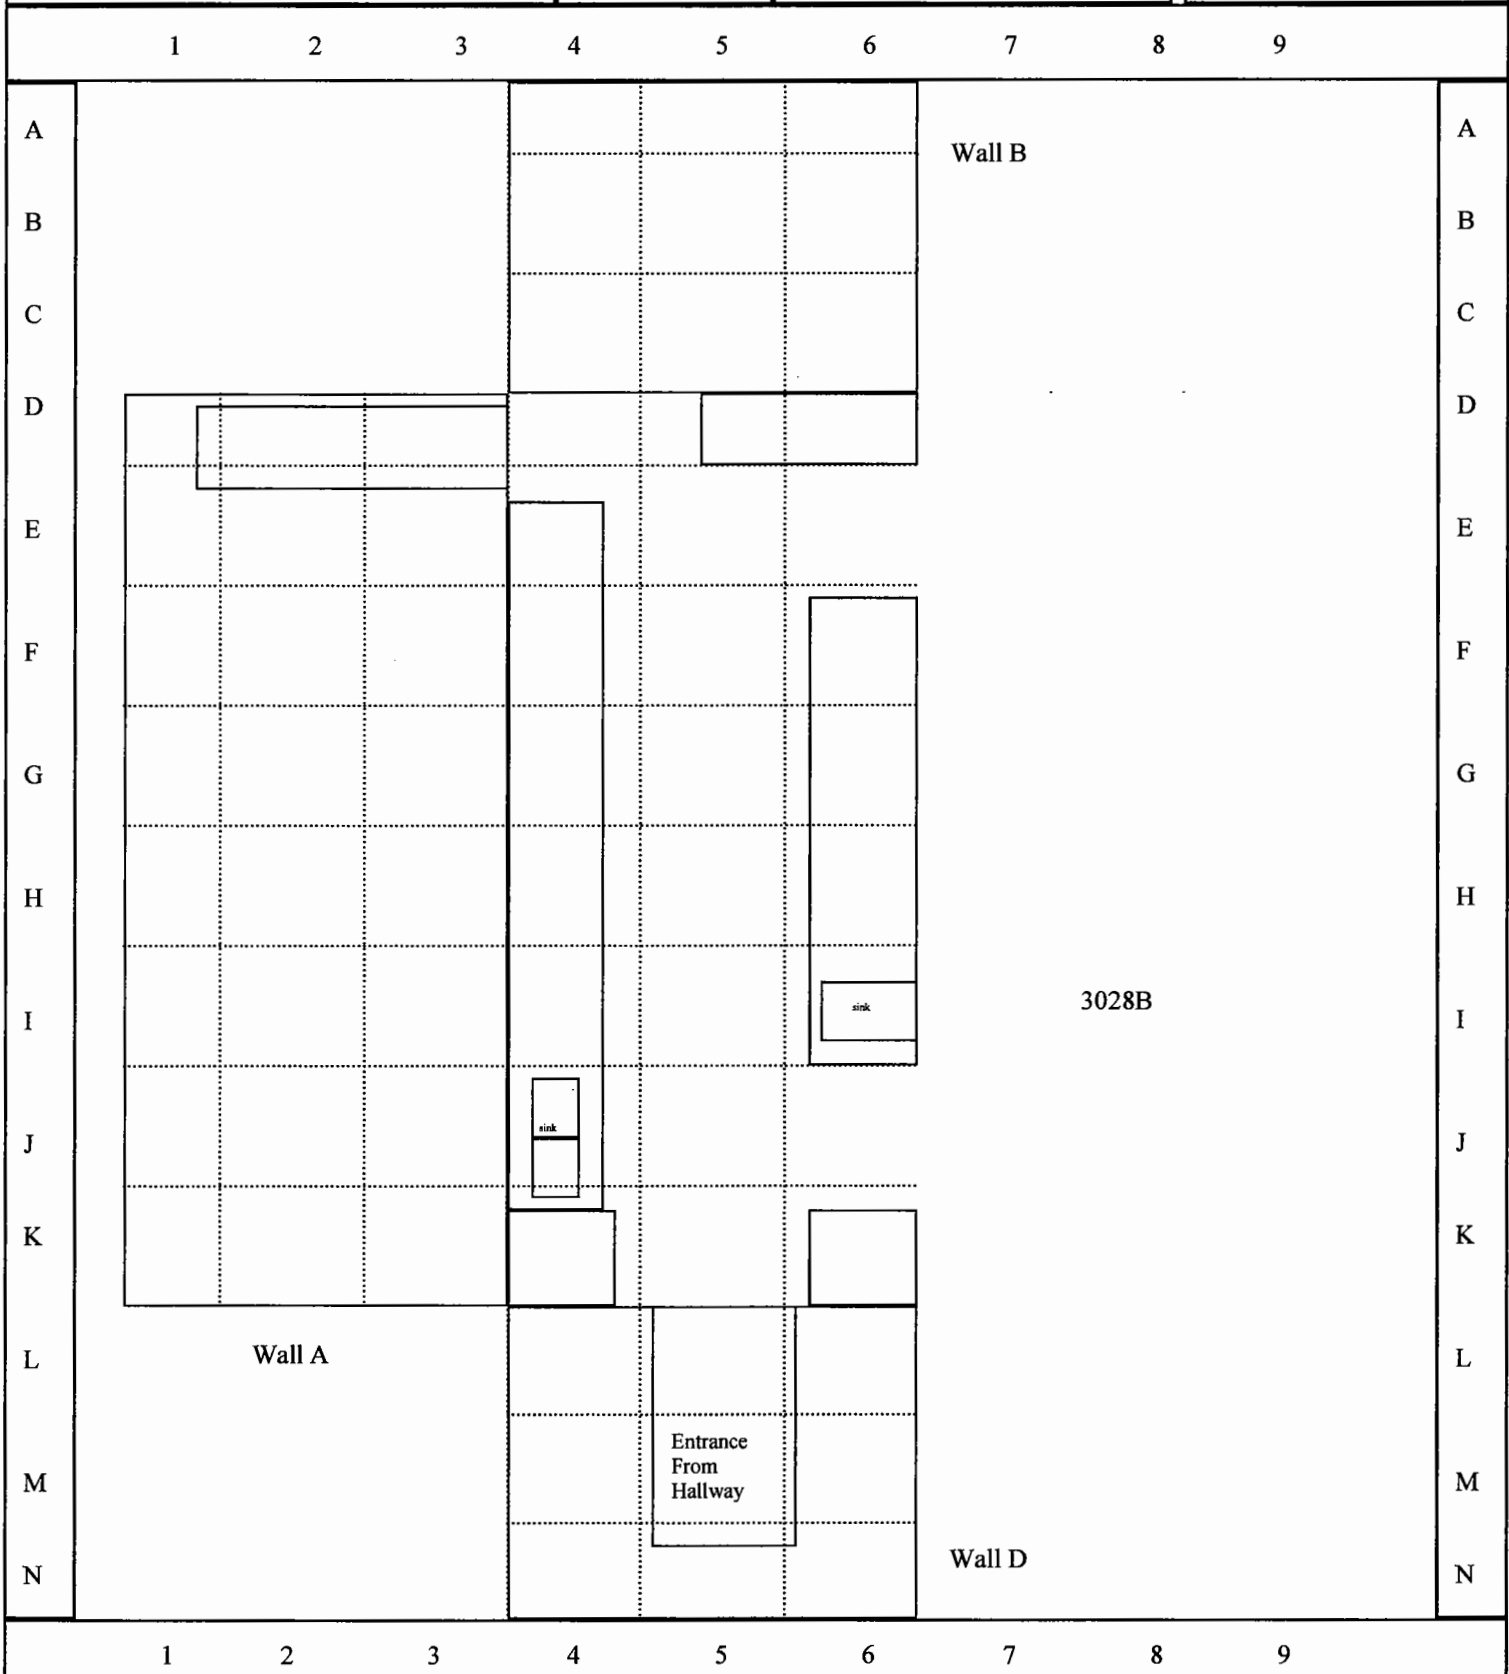 1 2 3 4 5 6 7 8 9
A A
Wall B
B B
C C
D D
E E
F F
G G
H H
3028B
sink
I I
sink
J J
K K
Wall A
L L
Entrance
From
Hallway
M M
Wall D
N N
1 2 3 4 5 6 7 8 9